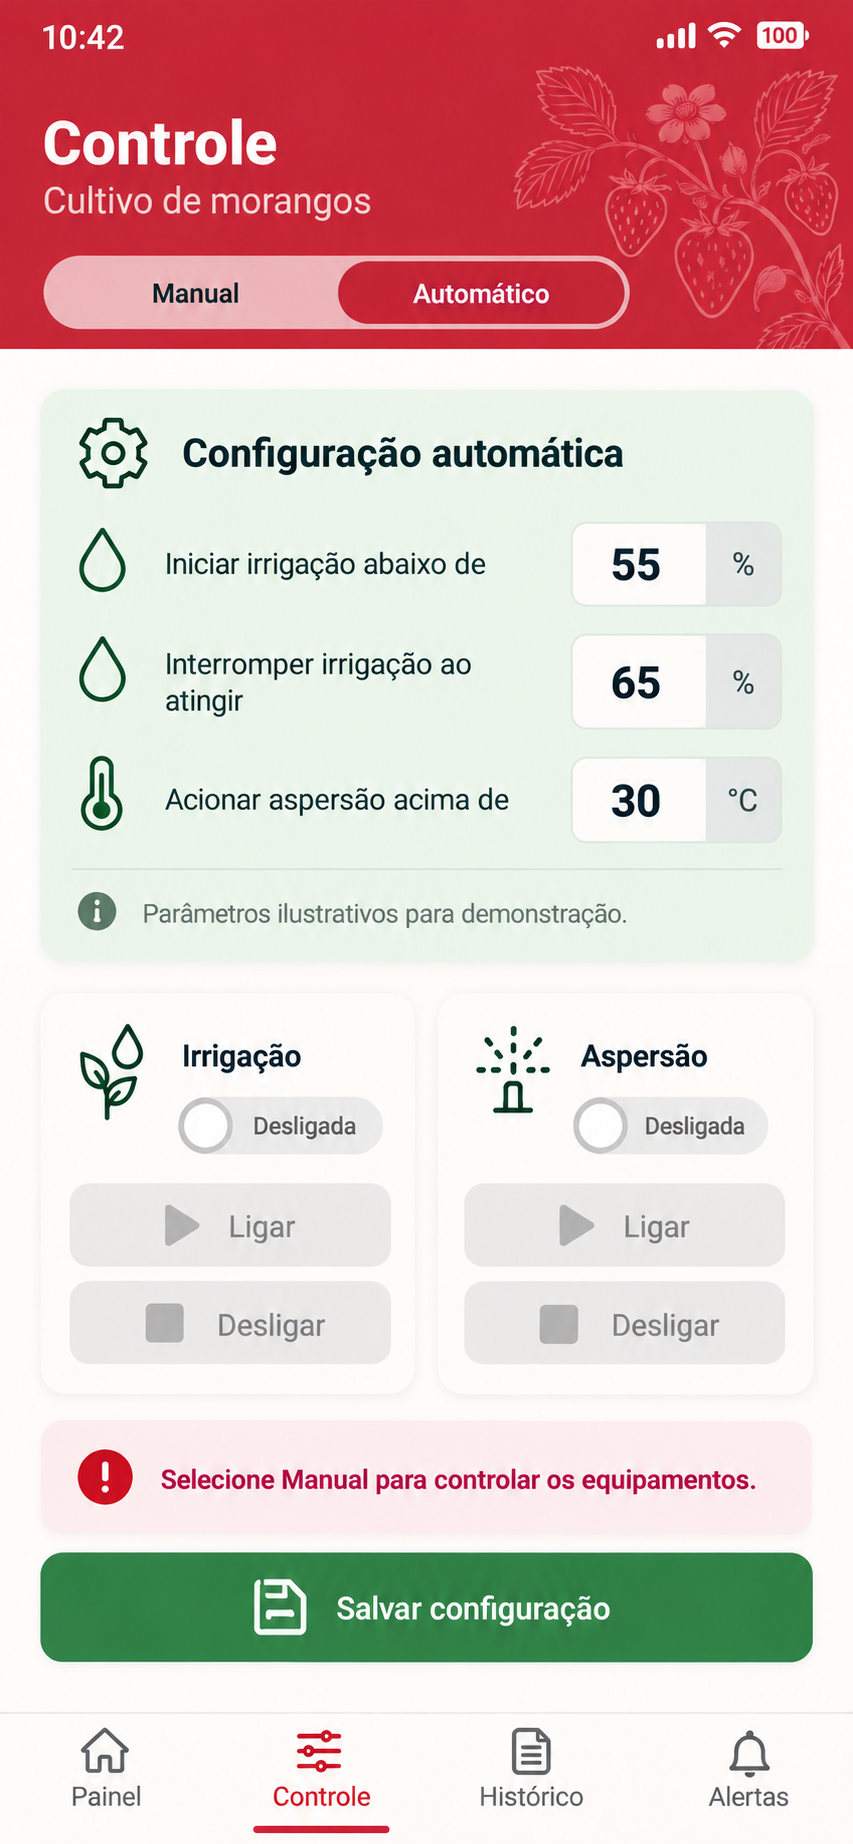 10:42
100
Controle
Cultivo de morangos
Manual
Automático
Configuração automática
Iniciar irrigação abaixo de
55
%
Interromper irrigação ao
atingir
65
%
Acionar aspersão acima de
30
°C
Parâmetros ilustrativos para demonstração.
Irrigação
Desligada
Ligar
Desligar
Aspersão
Desligada
Ligar
Desligar
Selecione Manual para controlar os equipamentos.
Salvar configuração
Painel
Controle
Histórico
Alertas